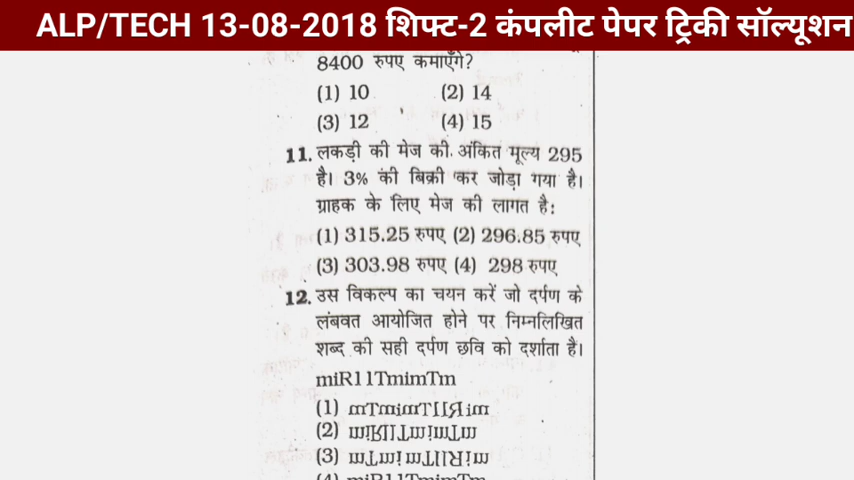 ALP/TECH 13-08-2018 शिफ्ट-2 कंपलीट पेपर ट्रिकी सॉल्यूशन
8400 रुपए कमाएँगे?
(1) 10 (2) 14
(3) 12 (4) 15
11. लकड़ी की मेज की. अंकित मूल्य 295
है। 3% की बिक्री कर जोड़ा गया है।
ग्राहक के लिए मेज की लागत है:
(1) 315.25 रुपए (2) 296.85 रुपए
(3) 303.98 रुपए (4) 298 रुपए
12. उस विकल्प का चयन करें जो दर्पण के
लंबवत आयोजित होने पर निम्नलिखित
शब्द की सही दर्पण छवि को दर्शाता है।
miR11TmimTm
(1)
(2)
(3)
(4) miR11TmimTm